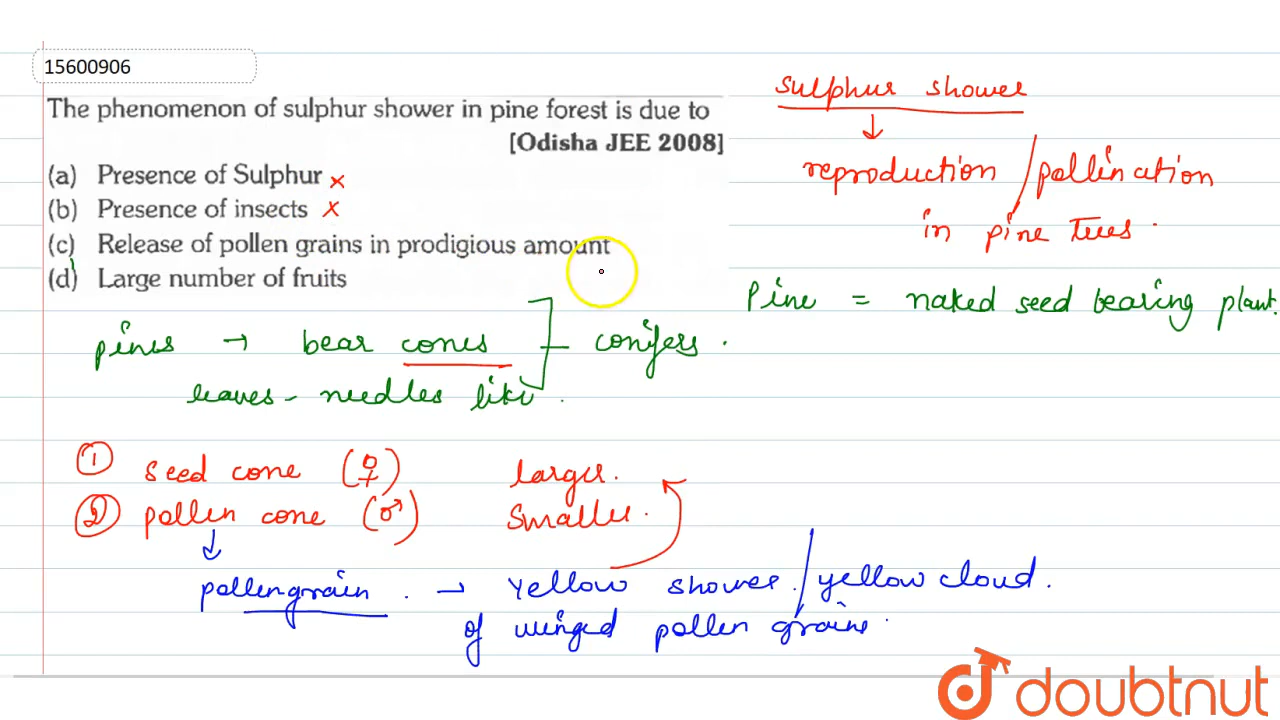 15600906
The phenomenon of sulphur shower in pine forest is due to
[Odisha JEE 2008]
(a) Presence of Sulphur x
(b) Presence of insects x
(c) Release of pollen grains in prodigious amount
(d) Large number of fruits
sulphur shower
↓
reproduction / pollination
in pine trees.
Pine = naked seed bearing plant.
pines → bear cones
leaves - needles like.
conifers.
① seed cone (♀) larger.
② pollen cone (♂) smaller.
↓
pollengrain. → Yellow shower. / yellow cloud.
of winged pollen grains.
doubtnut